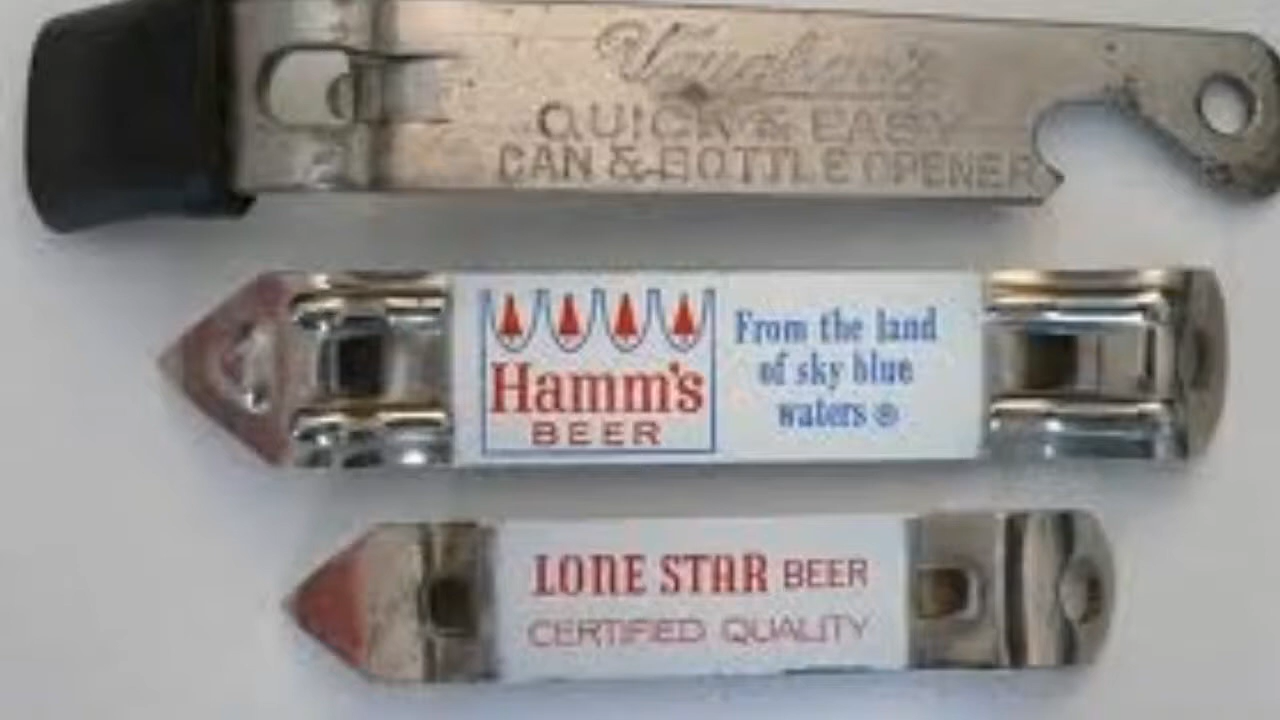 Vaughan's
QUICK & EASY
CAN & BOTTLE OPENER
Hamm's
BEER
From the land
of sky blue
waters ®
LONE STAR BEER
CERTIFIED QUALITY